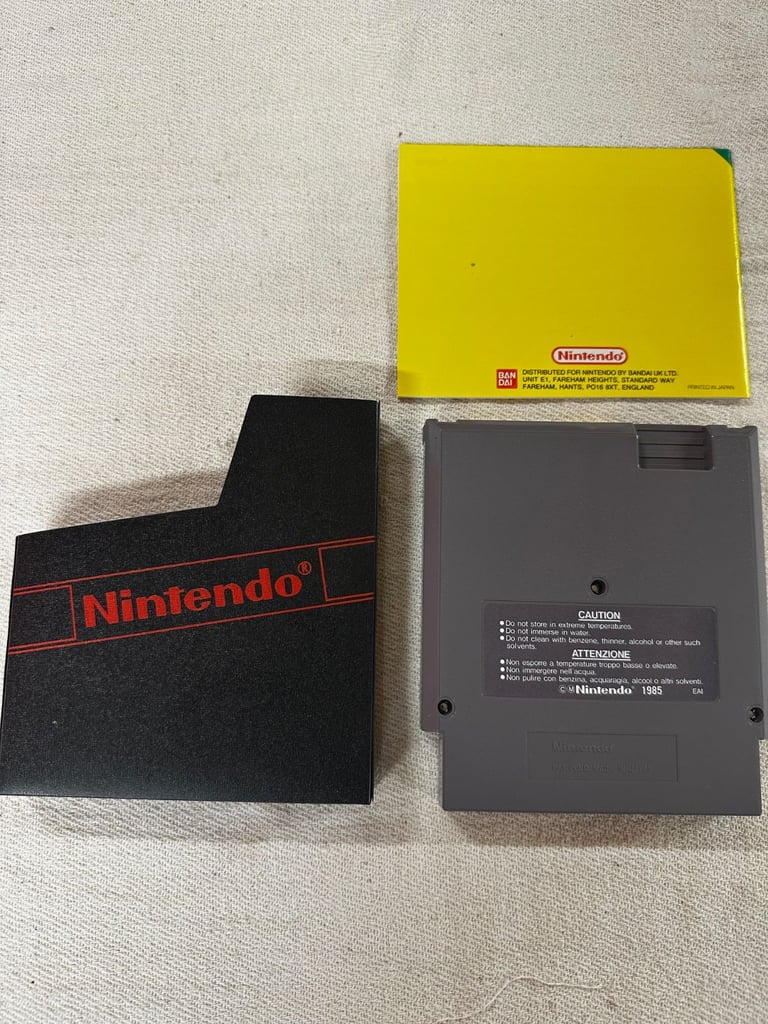 Nintendo
BAN
DAI
DISTRIBUTED FOR NINTENDO BY BANDAI UK LTD.
UNIT E1, FAREHAM HEIGHTS, STANDARD WAY
FAREHAM, HANTS, PO16 8XT, ENGLAND
PRINTED IN JAPAN
Nintendo®
CAUTION
•Do not store in extreme temperatures.
•Do not immerse in water.
•Do not clean with benzene, thinner, alcohol or other such
solvents.
ATTENZIONE
•Non esporre a temperature troppo basse o elevate.
•Non immergere nell'acqua.
•Non pulire con benzina, acquaragia, alcool o altri solventi.
©MNintendo® 1985 EAI
Nintendo